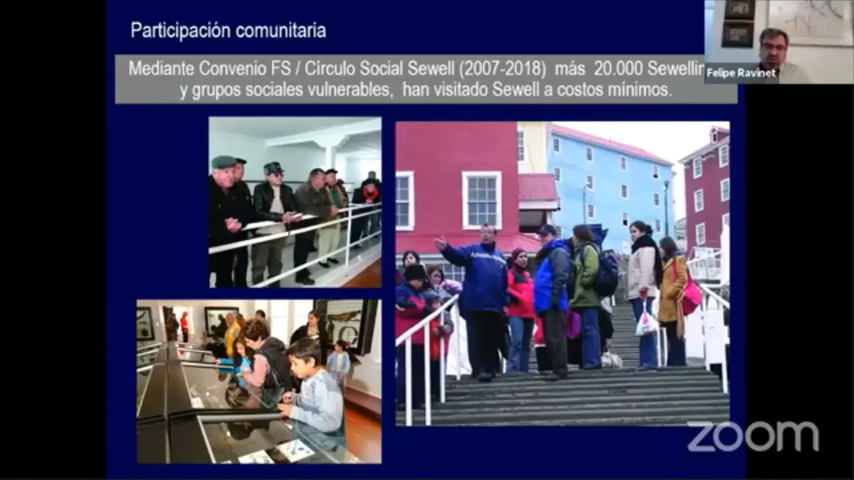 Participación comunitaria
Mediante Convenio FS / Círculo Social Sewell (2007-2018) más 20.000
y grupos sociales vulnerables, han visitado Sewell a costos mínimos.
Felipe Ravinet
zoom